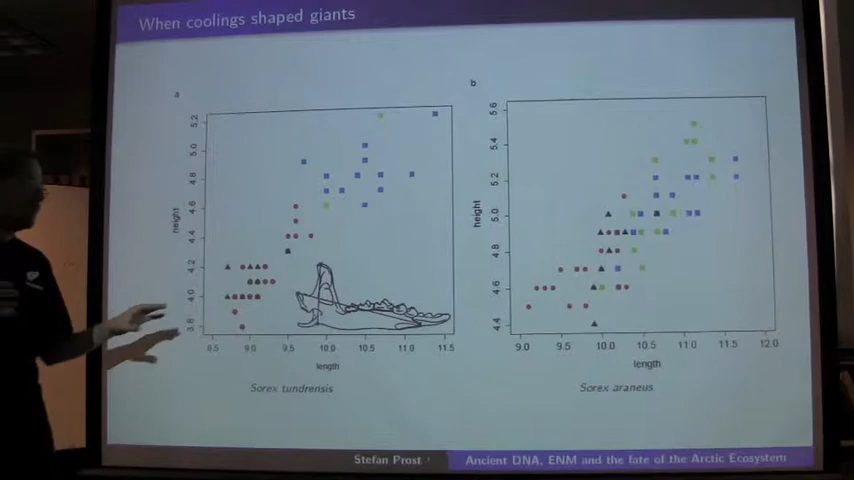 When coolings shaped giants
a
b
5.2
5.0
4.8
4.6
4.4
4.2
4.0
3.8
height
8.5
9.0
9.5
10.0
10.5
11.0
11.5
length
Sorex tundrensis
5.6
5.4
5.2
5.0
4.8
4.6
4.4
height
9.0
9.5
10.0
10.5
11.0
11.5
12.0
length
Sorex araneus
Stefan Prost
Ancient DNA, ENM and the fate of the Arctic Ecosystem